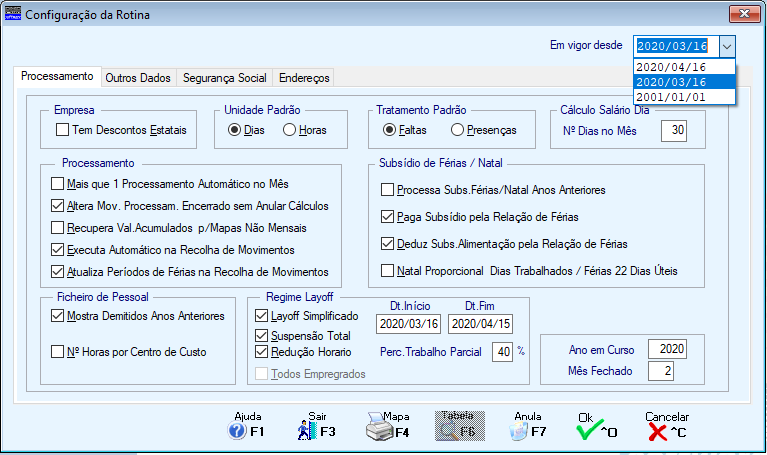 Configuração da Rotina
Em vigor desde 2020/03/16
2020/04/16
2020/03/16
2001/01/01
Processamento Outros Dados Segurança Social Endereços
Empresa
Tem Descontos Estatais
Unidade Padrão
Dias Horas
Tratamento Padrão
Faltas Presenças
Cálculo Salário Dia
Nº Dias no Mês 30
Processamento
Mais que 1 Processamento Automático no Mês
Altera Mov. Processam. Encerrado sem Anular Cálculos
Recupera Val.Acumulados p/Mapas Não Mensais
Executa Automático na Recolha de Movimentos
Atualiza Períodos de Férias na Recolha de Movimentos
Subsídio de Férias / Natal
Processa Subs.Férias/Natal Anos Anteriores
Paga Subsídio pela Relação de Férias
Deduz Subs.Alimentação pela Relação de Férias
Natal Proporcional Dias Trabalhados / Férias 22 Dias Úteis
Ficheiro de Pessoal
Mostra Demitidos Anos Anteriores
Nº Horas por Centro de Custo
Regime Layoff
Layoff Simplificado
Suspensão Total
Redução Horario
Todos Empregrados
Dt.Início Dt.Fim
2020/03/16 2020/04/15
Perc.Trabalho Parcial 40 %
Ano em Curso 2020
Mês Fechado 2
Ajuda F1
Sair F3
Mapa F4
Tabela F6
Anula F7
Ok ^O
Cancelar ^C